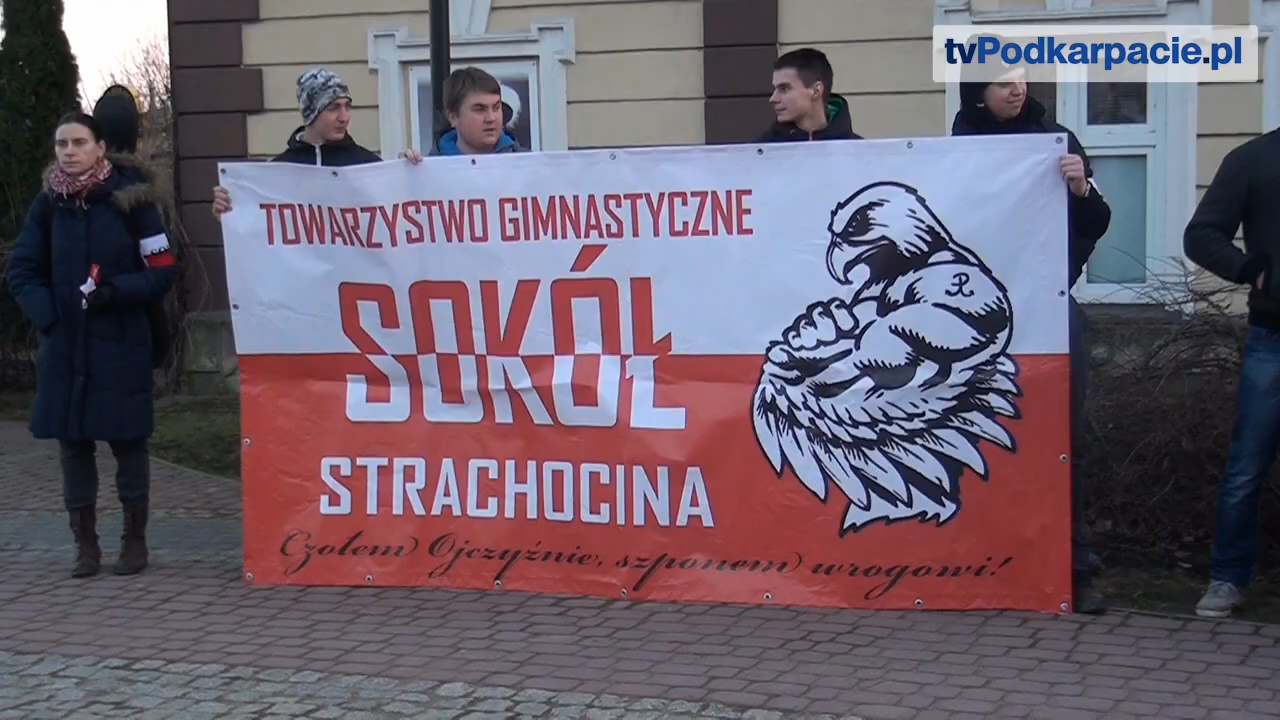 tvPodkarpacie.pl
TOWARZYSTWO GIMNASTYCZNE
SOKÓŁ
STRACHOCINA
Czołem Ojczyźnie, szponem wrogowi!